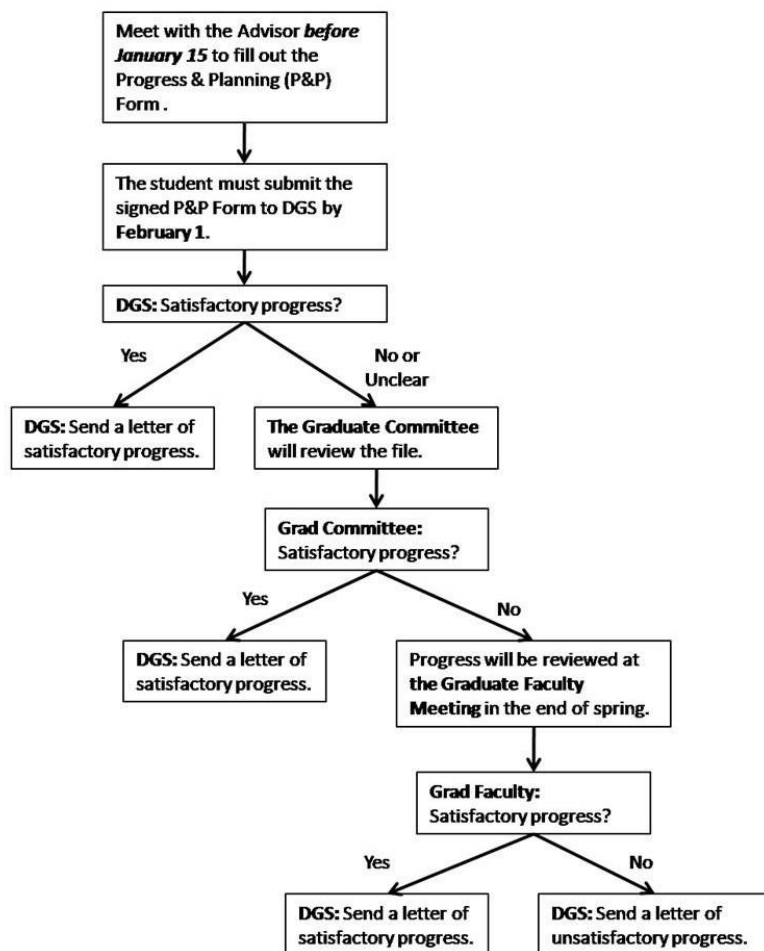 Meet with the Advisor before
January 15 to fill out the
Progress & Planning (P&P)
Form .
The student must submit the
signed P&P Form to DGS by
February 1.
DGS: Satisfactory progress?
Yes
No or
Unclear
DGS: Send a letter of
satisfactory progress.
The Graduate Committee
will review the file.
Grad Committee:
Satisfactory progress?
Yes
No
DGS: Send a letter of
satisfactory progress.
Progress will be reviewed at
the Graduate Faculty
Meeting in the end of spring.
Grad Faculty:
Satisfactory progress?
Yes
No
DGS: Send a letter of
satisfactory progress.
DGS: Send a letter of
unsatisfactory progress.